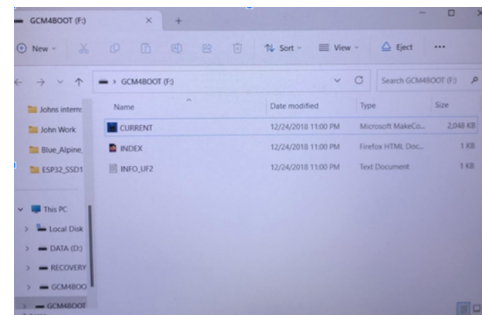 GCM4BOOT (F:)
New
Sort
View
Eject
GCM4BOOT (F:)
Search GCM4BOOT (F:)
Name
Date modified
Type
Size
Johns interne
John Work
Blue_Alpine_
ESP32_SSD1
This PC
Local Disk
DATA (D:)
RECOVERY
GCM4BOO
GCM4BOOT
CURRENT
12/24/2018 11:00 PM
Microsoft MakeCo...
2,048 KB
INDEX
12/24/2018 11:00 PM
Firefox HTML Doc...
1 KB
INFO_UF2
12/24/2018 11:00 PM
Text Document
1 KB